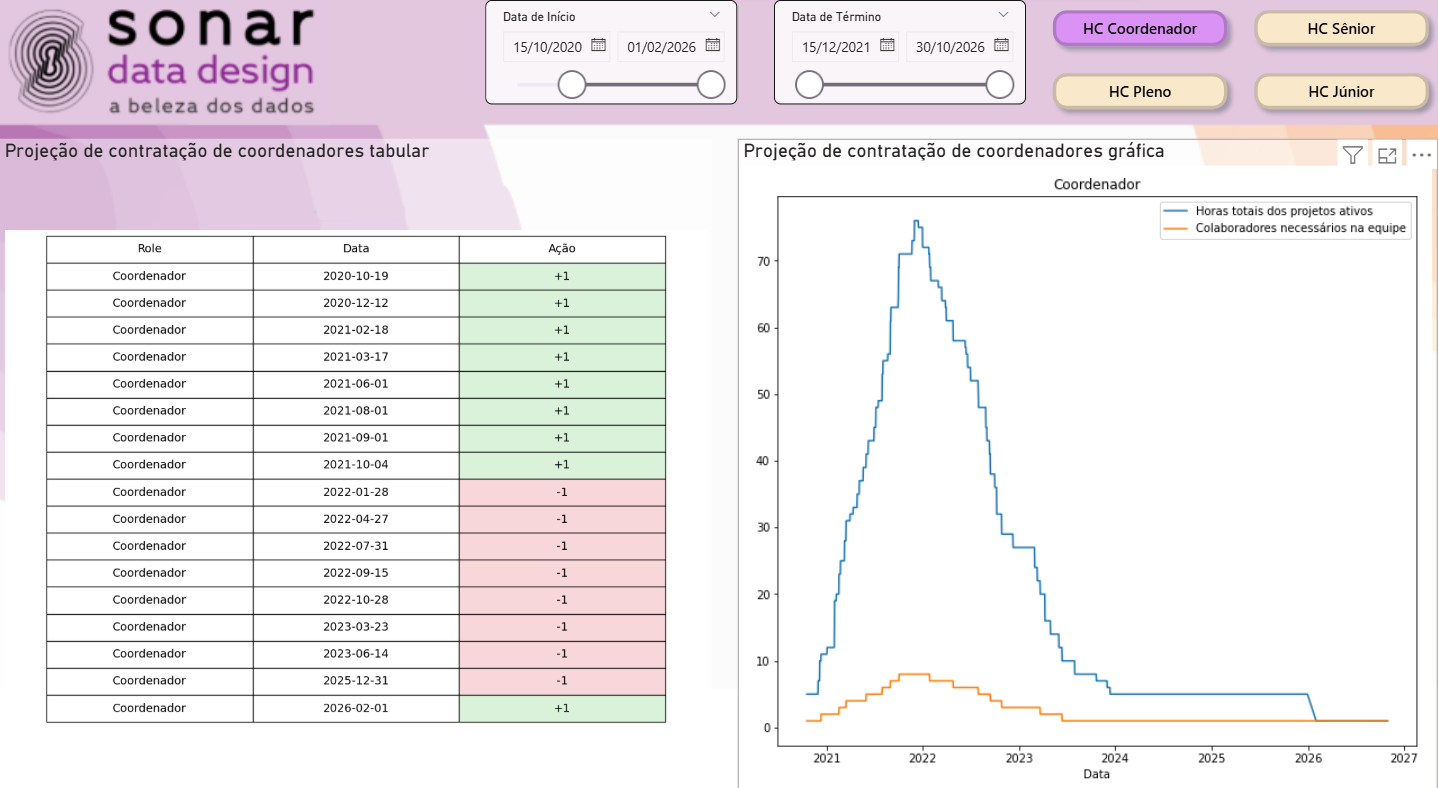 sonar
data design
a beleza dos dados
Data de Início
15/10/2020 01/02/2026
Data de Término
15/12/2021 30/10/2026
HC Coordenador
HC Sênior
HC Pleno
HC Júnior
Projeção de contratação de coordenadores tabular
Role Data Ação
Coordenador 2020-10-19 +1
Coordenador 2020-12-12 +1
Coordenador 2021-02-18 +1
Coordenador 2021-03-17 +1
Coordenador 2021-06-01 +1
Coordenador 2021-08-01 +1
Coordenador 2021-09-01 +1
Coordenador 2021-10-04 +1
Coordenador 2022-01-28 -1
Coordenador 2022-04-27 -1
Coordenador 2022-07-31 -1
Coordenador 2022-09-15 -1
Coordenador 2022-10-28 -1
Coordenador 2023-03-23 -1
Coordenador 2023-06-14 -1
Coordenador 2025-12-31 -1
Coordenador 2026-02-01 +1
Projeção de contratação de coordenadores gráfica
Coordenador
Horas totais dos projetos ativos
Colaboradores necessários na equipe
70
60
50
40
30
20
10
0
2021 2022 2023 2024 2025 2026 2027
Data